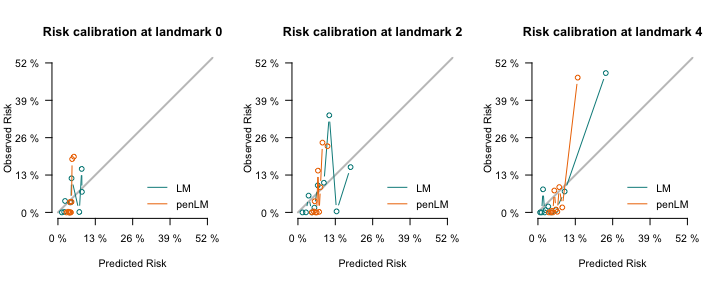 Risk calibration at landmark 0
Observed Risk
52 %
39 %
26 %
13 %
0 %
LM
penLM
0 %
13 %
26 %
39 %
52 %
Predicted Risk
Risk calibration at landmark 2
Observed Risk
52 %
39 %
26 %
13 %
0 %
LM
penLM
0 %
13 %
26 %
39 %
52 %
Predicted Risk
Risk calibration at landmark 4
Observed Risk
52 %
39 %
26 %
13 %
0 %
LM
penLM
0 %
13 %
26 %
39 %
52 %
Predicted Risk